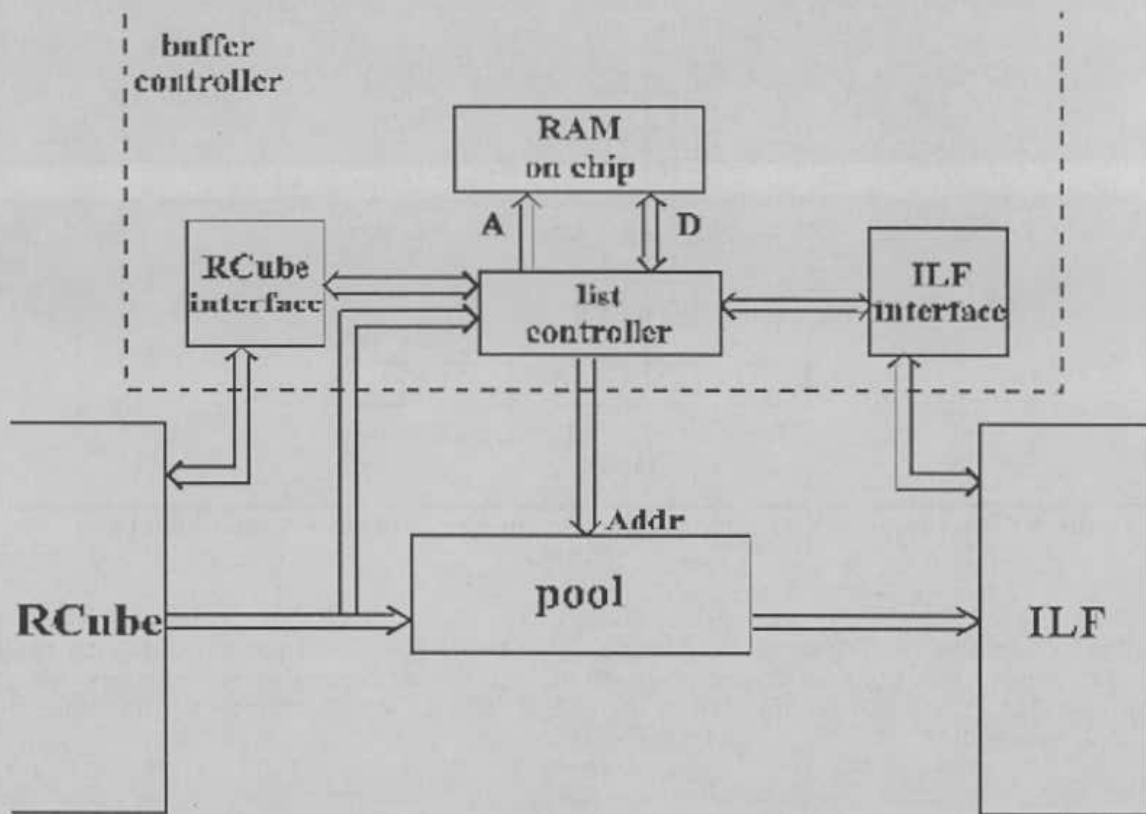 buffer
controller
RAM
on chip
A
D
RCube
interface
list
controller
ILF
interface
Addr
pool
RCube
ILF